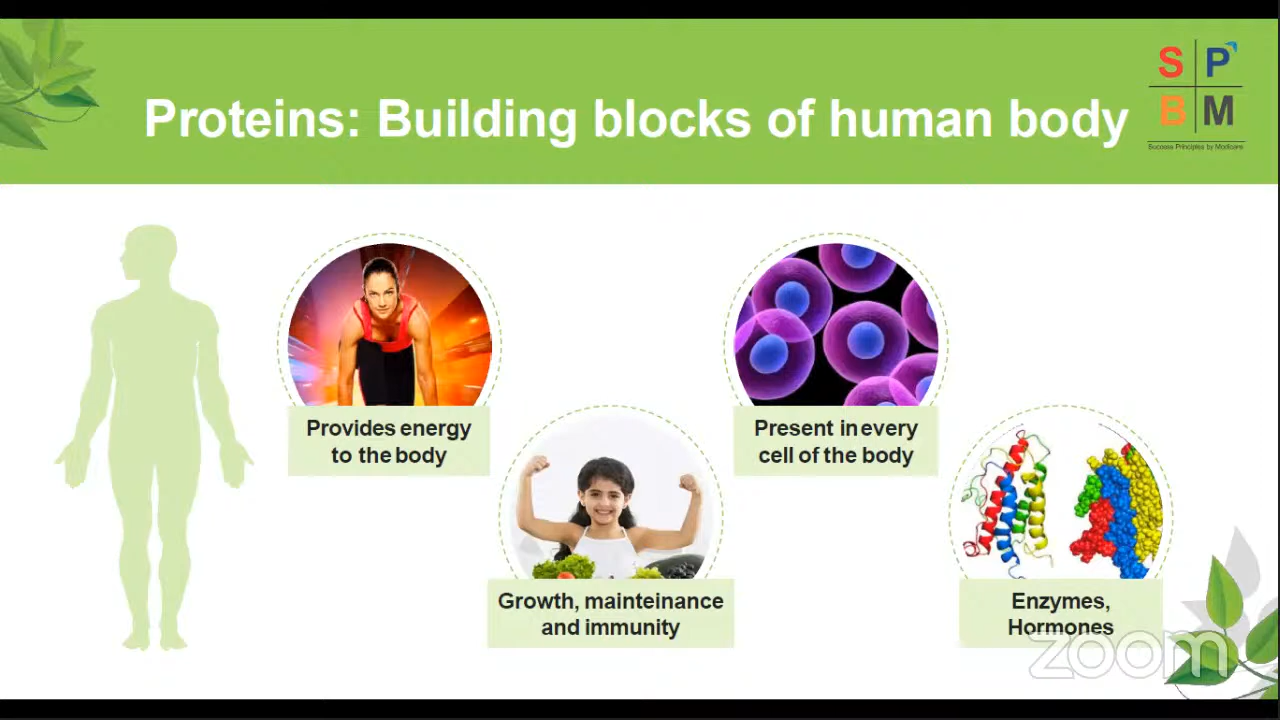 Proteins: Building blocks of human body
S P
B M
Success Principles by Modicare
Provides energy
to the body
Present in every
cell of the body
Growth, mainteinance
and immunity
Enzymes,
Hormones
zoom